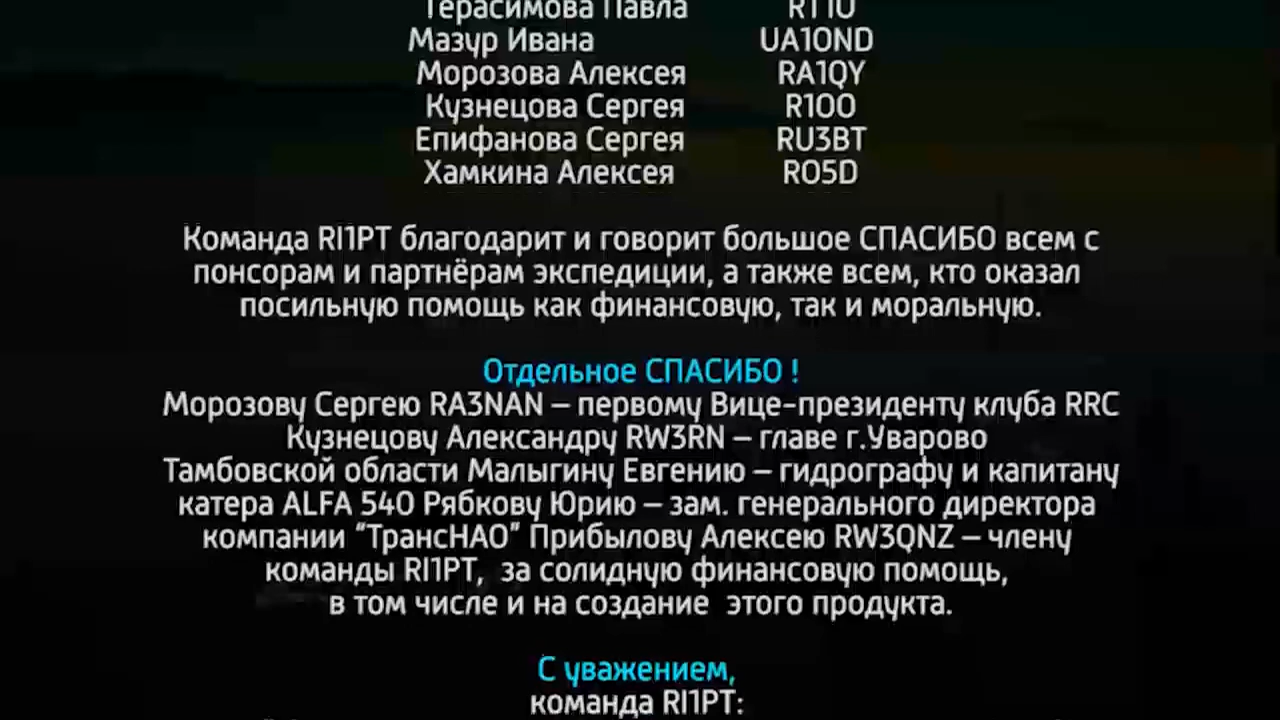 Герасимова Павла RT1O
Мазур Ивана UA1OND
Морозова Алексея RA1QY
Кузнецова Сергея R1OO
Епифанова Сергея RU3BT
Хамкина Алексея RO5D
Команда RI1PT благодарит и говорит большое СПАСИБО всем с
понсорам и партнёрам экспедиции, а также всем, кто оказал
посильную помощь как финансовую, так и моральную.
Отдельное СПАСИБО !
Морозову Сергею RA3NAN – первому Вице-президенту клуба RRC
Кузнецову Александру RW3RN – главе г.Уварово
Тамбовской области Малыгину Евгению – гидрографу и капитану
катера ALFA 540 Рябкову Юрию – зам. генерального директора
компании “ТрансНАО” Прибылову Алексею RW3QNZ – члену
команды RI1PT, за солидную финансовую помощь,
в том числе и на создание этого продукта.
С уважением,
команда RI1PT: